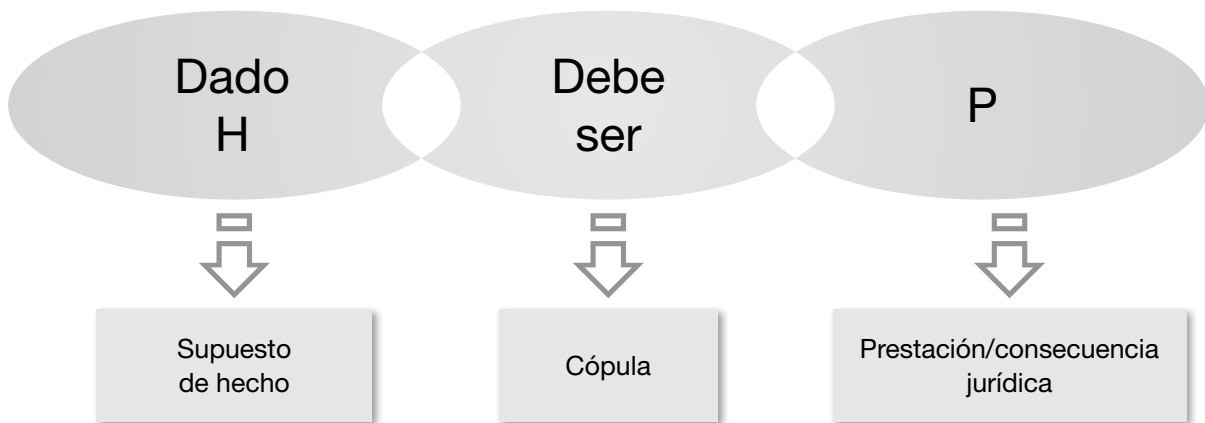 Dado
H
Debe
ser
P
Supuesto
de hecho
Cópula
Prestación/consecuencia
jurídica